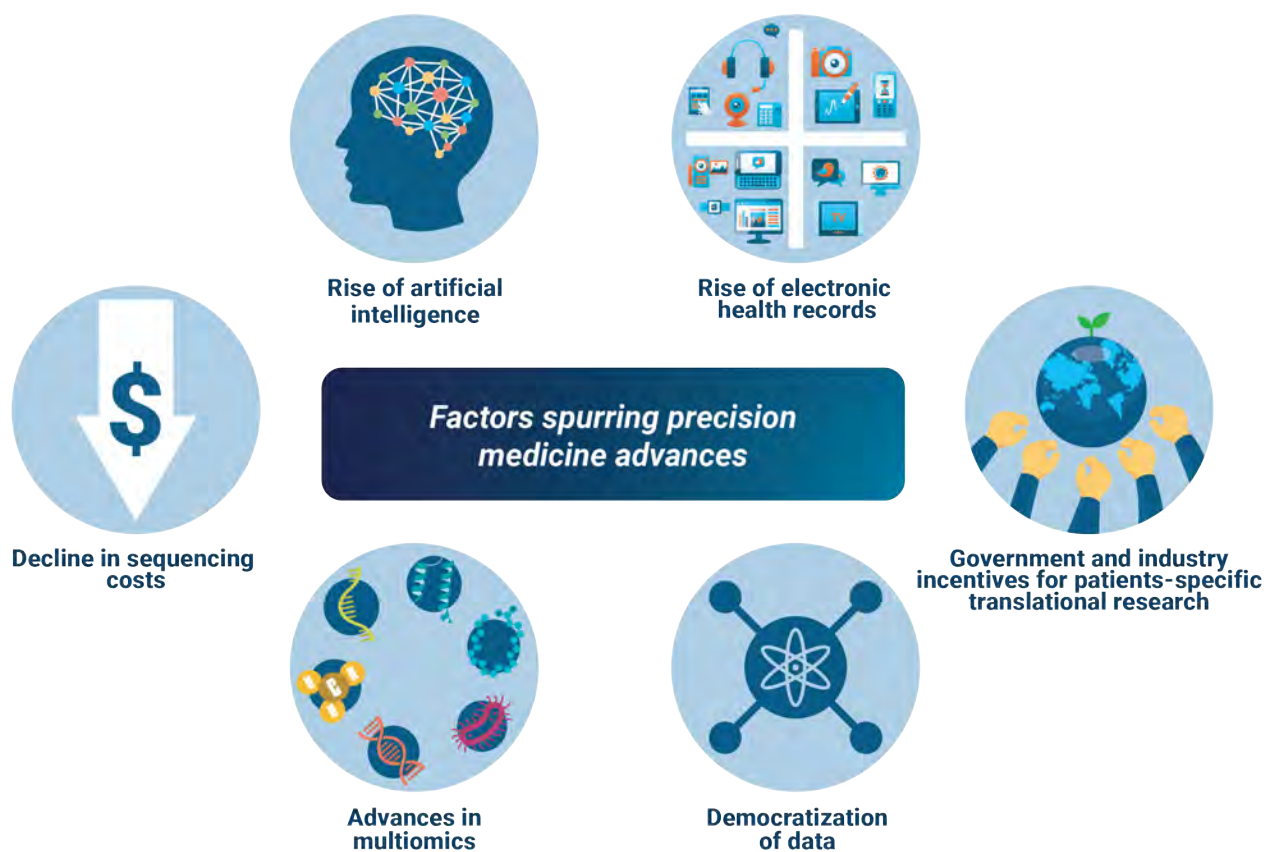 Rise of artificial
intelligence
Rise of electronic
health records
TV
$
Factors spurring precision
medicine advances
Decline in sequencing
costs
Government and industry
incentives for patients-specific
translational research
Advances in
multiomics
Democratization
of data